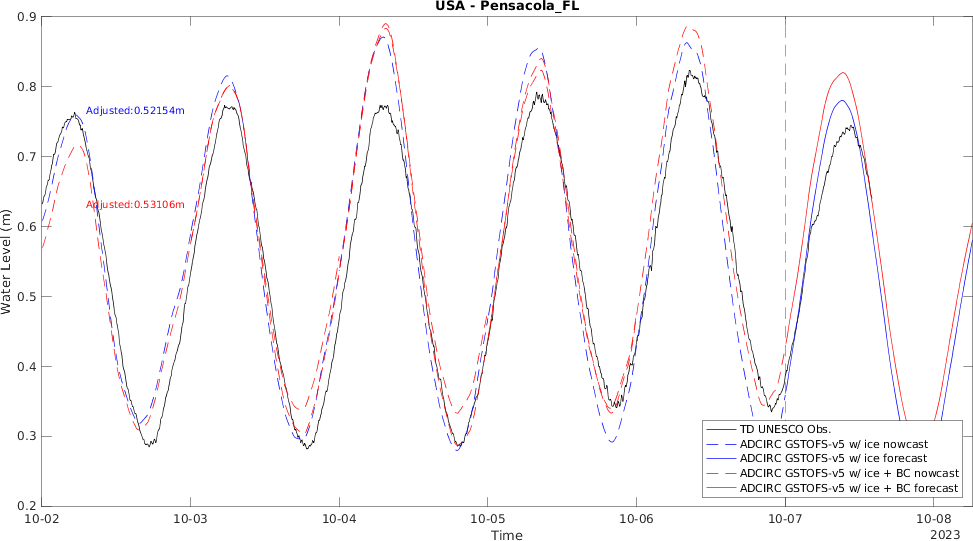 USA - Pensacola_FL
0.9
0.8
0.7
0.6
0.5
0.4
0.3
0.2
Water Level (m)
Adjusted:0.52154m
Adjusted:0.53106m
TD UNESCO Obs.
ADCIRC GSTOFS-v5 w/ ice nowcast
ADCIRC GSTOFS-v5 w/ ice forecast
ADCIRC GSTOFS-v5 w/ ice + BC nowcast
ADCIRC GSTOFS-v5 w/ ice + BC forecast
10-02 10-03 10-04 10-05 10-06 10-07 10-08
Time
2023